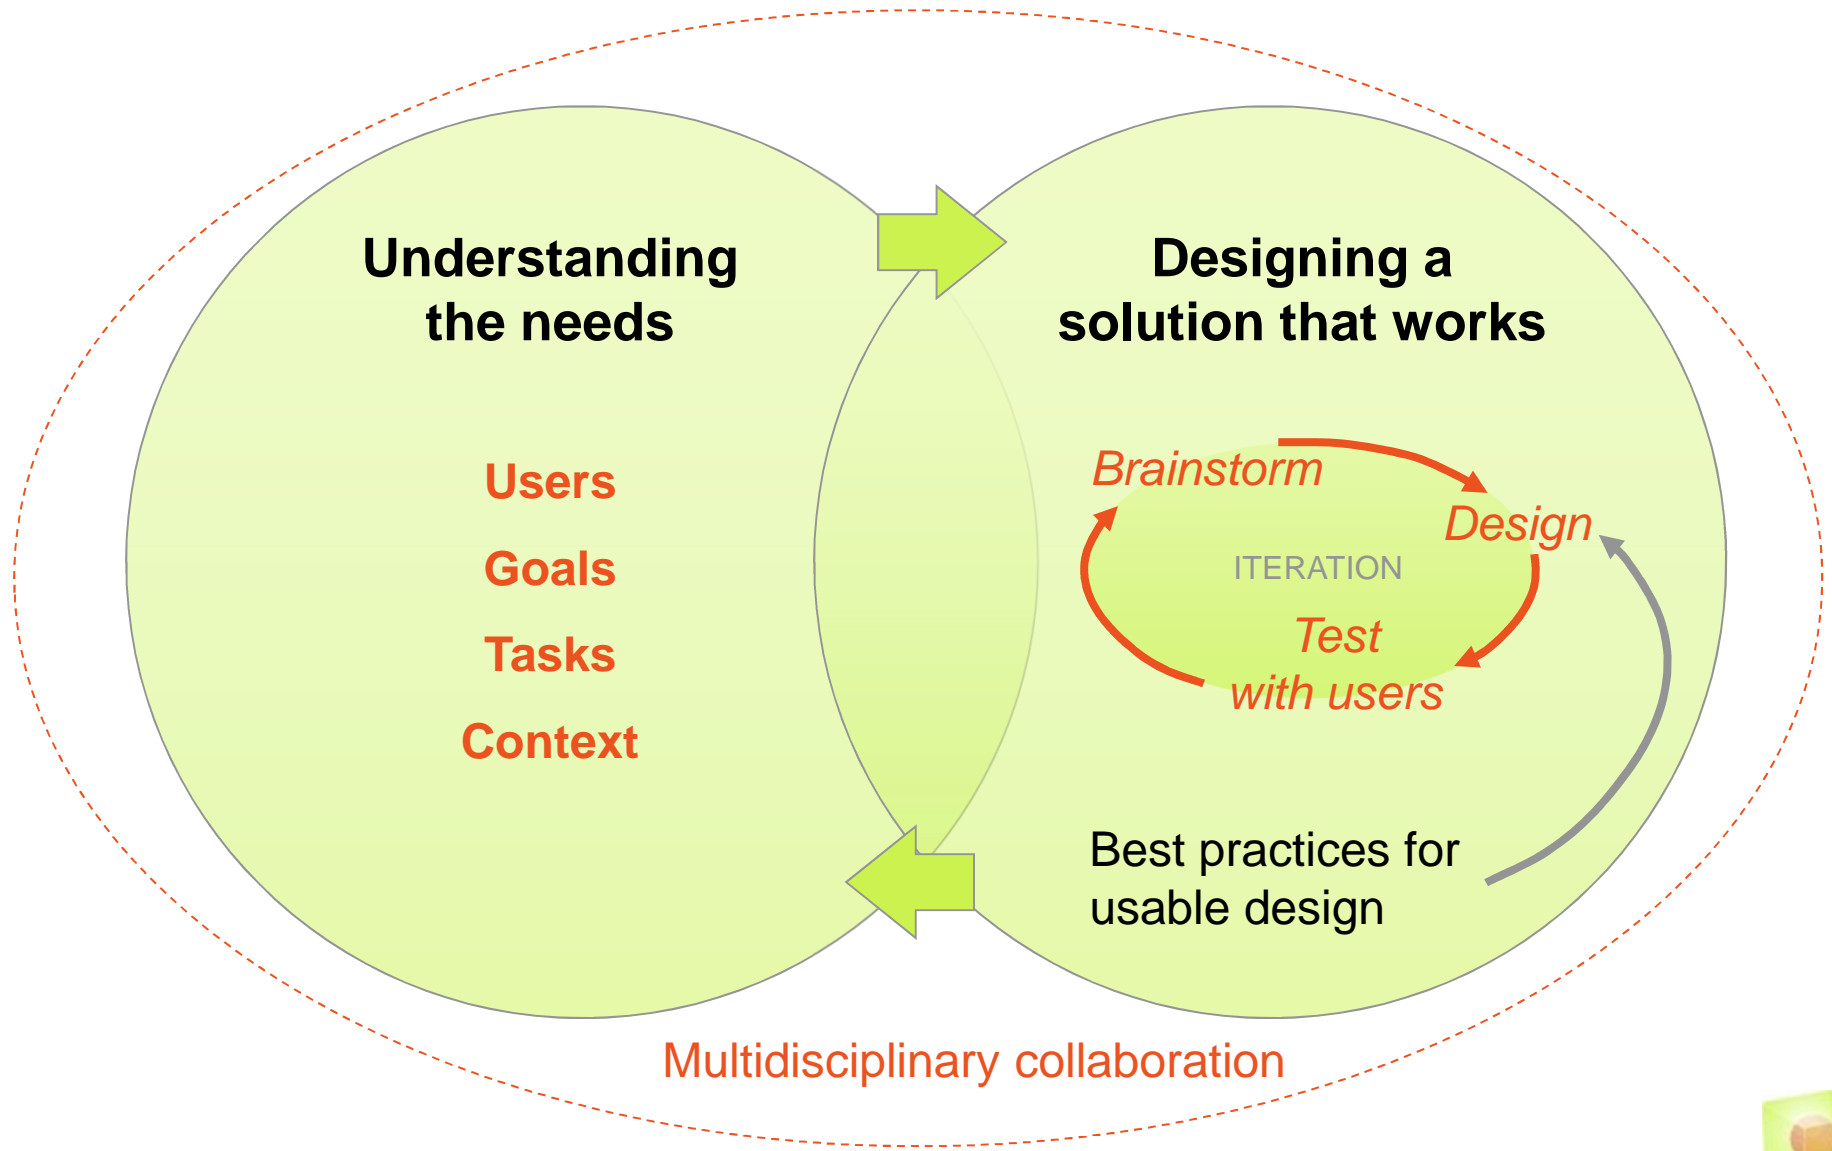 Understanding
the needs
Users
Goals
Tasks
Context
Designing a
solution that works
Brainstorm
Design
ITERATION
Test
with users
Best practices for
usable design
Multidisciplinary collaboration